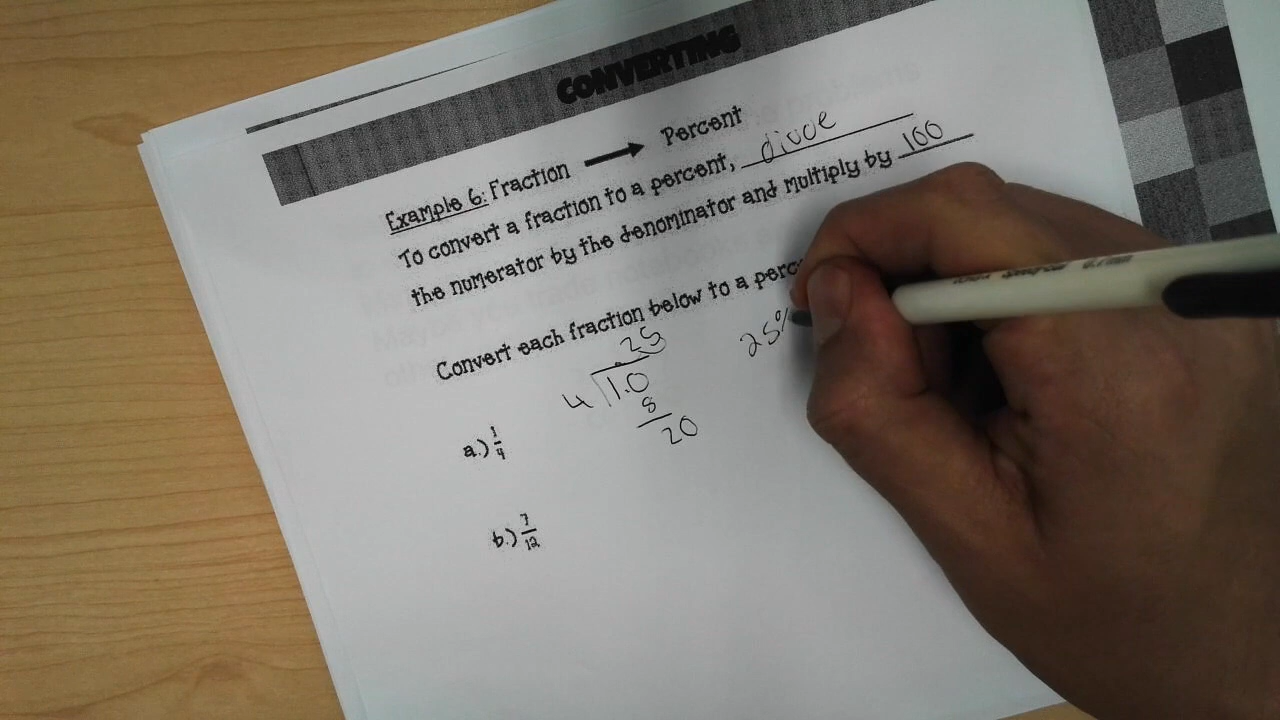 CONVERTING
Example 6: Fraction → Percent
To convert a fraction to a percent, divide
the numerator by the denominator and multiply by 100
Convert each fraction below to a perc
.25
4 1.0
8
20
25%
a.) 1/4
b.) 7/12